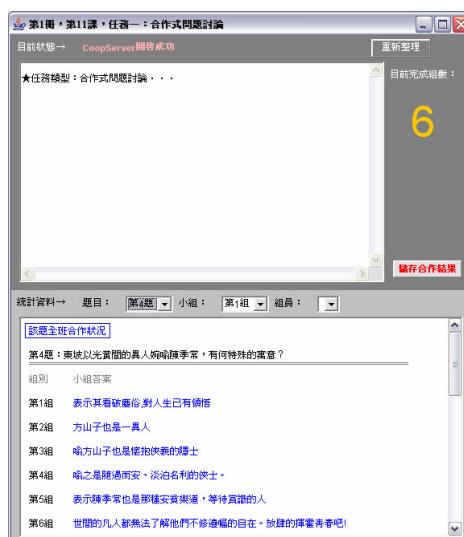 第1冊，第11課，任務一：合作式問題討論
目前狀態→ CoopServer開啓成功 重新整理
★任務類型：合作式問題討論・・・
目前完成組數：
6
儲存合作結果
統計資料→ 題目： 第4題 小組： 第1組 組員：
該題全班合作狀況
第4題：東坡以光黃間的異人婉喻陳季常，有何特殊的寓意？
組別 小組答案
第1組 表示其看破塵俗,對人生已有領悟
第2組 方山子也是一異人
第3組 喻方山子也是懷抱俠義的隱士
第4組 喻之是隨遇而安、淡泊名利的俠士。
第5組 表示陳季常也是那種安貧樂道，等待賞識的人
第6組 世間的凡人都無法了解他們不修邊幅的自在。放肆的揮霍青春吧!